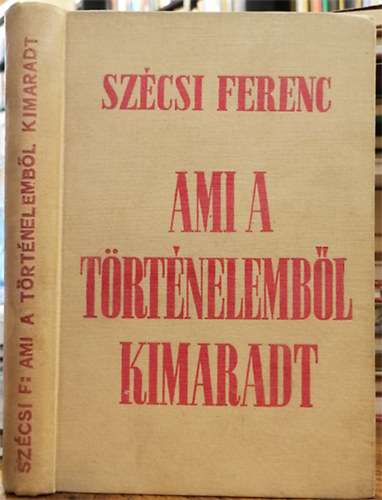 SZÉCSI F: AMI A TÖRTÉNELEMBŐL KIMARADT
SZÉCSI FERENC
AMI A
TÖRTÉNELEMBŐL
KIMARADT